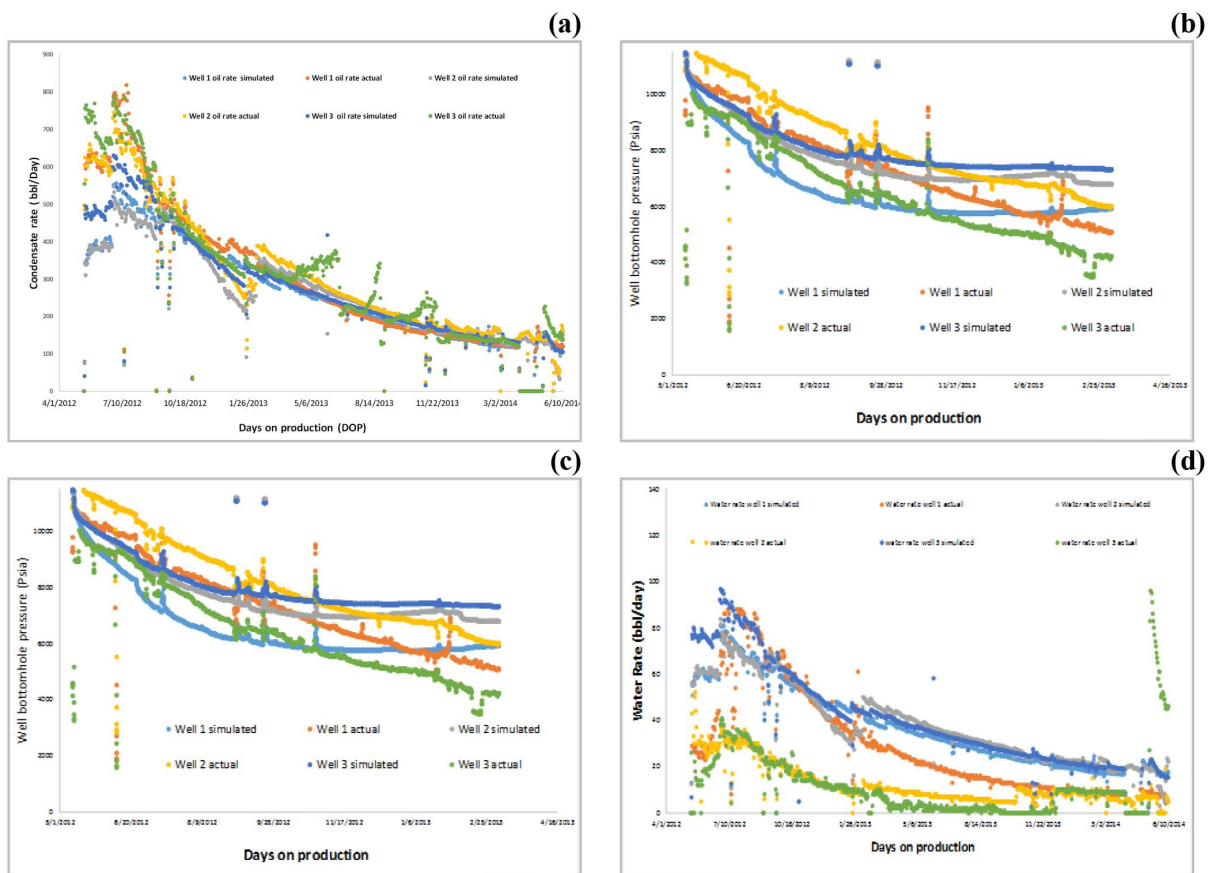 (a)
900
800
700
600
500
400
300
200
100
0
Condensate rate (bbl/Day)
Well 1 oil rate simulated
Well 1 oil rate actual
Well 2 oil rate simulated
Well 2 oil rate actual
Well 3 oil rate simulated
Well 3 oil rate actual
4/1/2012 7/10/2012 10/18/2012 1/26/2013 5/6/2013 8/14/2013 11/22/2013 3/2/2014 6/10/2014
Days on production (DOP)
(b)
10000
8000
6000
4000
2000
0
Well bottomhole pressure (Psia)
Well 1 simulated
Well 1 actual
Well 2 simulated
Well 2 actual
Well 3 simulated
Well 3 actual
5/1/2012 6/20/2012 8/9/2012 9/28/2012 11/17/2012 1/6/2013 2/25/2013 4/16/2013
Days on production
(c)
10000
8000
6000
4000
2000
0
Well bottomhole pressure (Psia)
Well 1 simulated
Well 1 actual
Well 2 simulated
Well 2 actual
Well 3 simulated
Well 3 actual
5/1/2012 6/20/2012 8/9/2012 9/28/2012 11/17/2012 1/6/2013 2/25/2013 4/16/2013
Days on production
(d)
140
120
100
80
60
40
20
0
Water Rate (bbl/day)
Water rate well 1 simulated
Water rate well 1 actual
Water rate well 2 simulated
water rate well 2 actual
Water rate well 3 simulated
water rate well 3 actual
4/1/2012 7/10/2012 10/18/2012 1/26/2013 5/6/2013 8/14/2013 11/22/2013 3/2/2014 6/10/2014
Days on production